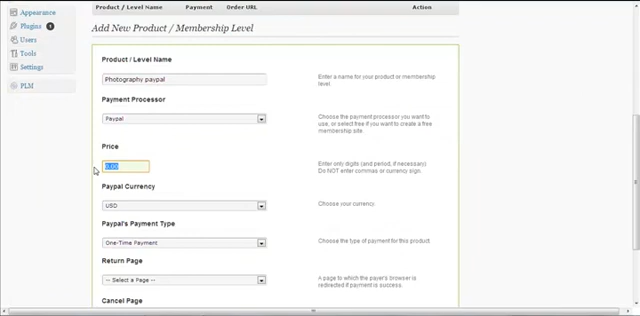 Appearance
Plugins 1
Users
Tools
Settings
PLM
Product / Level Name Payment Order URL Action
Add New Product / Membership Level
Product / Level Name
Photography paypal
Enter a name for your product or membership
level.
Payment Processor
Paypal
Choose the payment processor you want to
use, or select free if you want to create a free
membership site.
Price
0.00
Enter only digits (and period, if necessary)
Do NOT enter commas or currency sign.
Paypal Currency
USD
Choose your currency.
Paypal's Payment Type
One-Time Payment
Choose the type of payment for this product.
Return Page
-- Select a Page --
A page to which the payer's browser is
redirected if payment is success.
Cancel Page